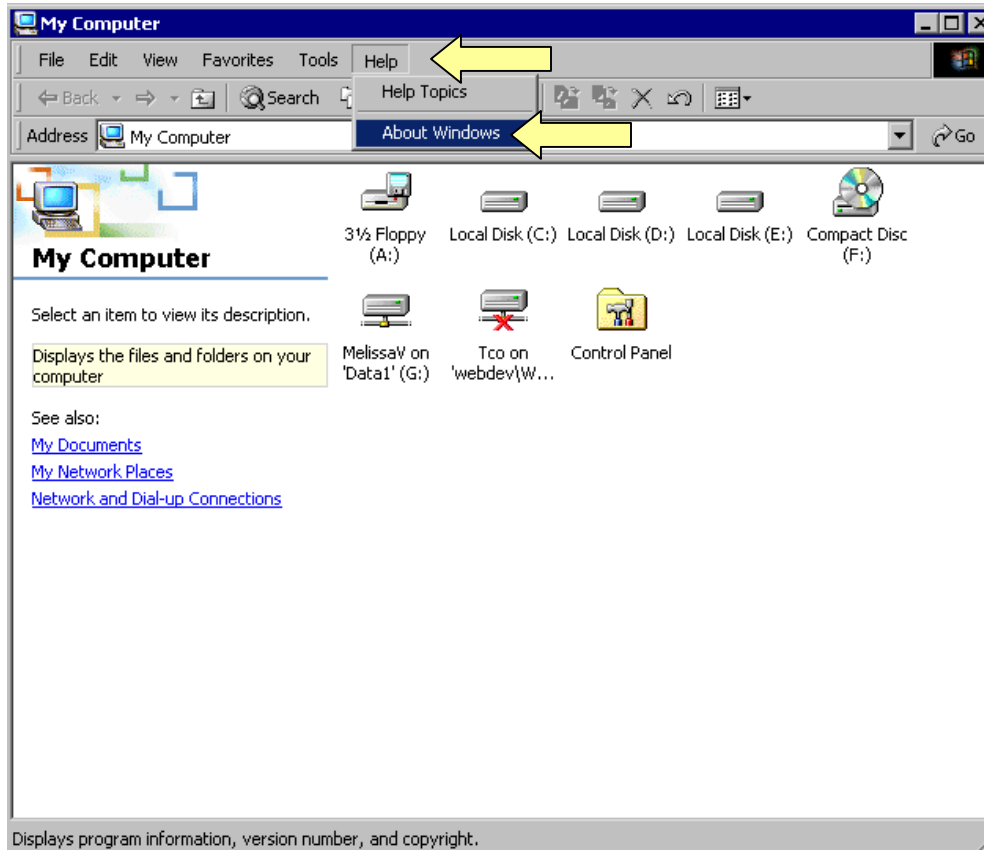 My Computer
File Edit View Favorites Tools Help
Back Search
Help Topics
About Windows
Address My Computer Go
My Computer
Select an item to view its description.
Displays the files and folders on your
computer
See also:
My Documents
My Network Places
Network and Dial-up Connections
3½ Floppy
(A:)
Local Disk (C:)
Local Disk (D:)
Local Disk (E:)
Compact Disc
(F:)
MelissaV on
'Data1' (G:)
Tco on
'webdev\W...
Control Panel
Displays program information, version number, and copyright.